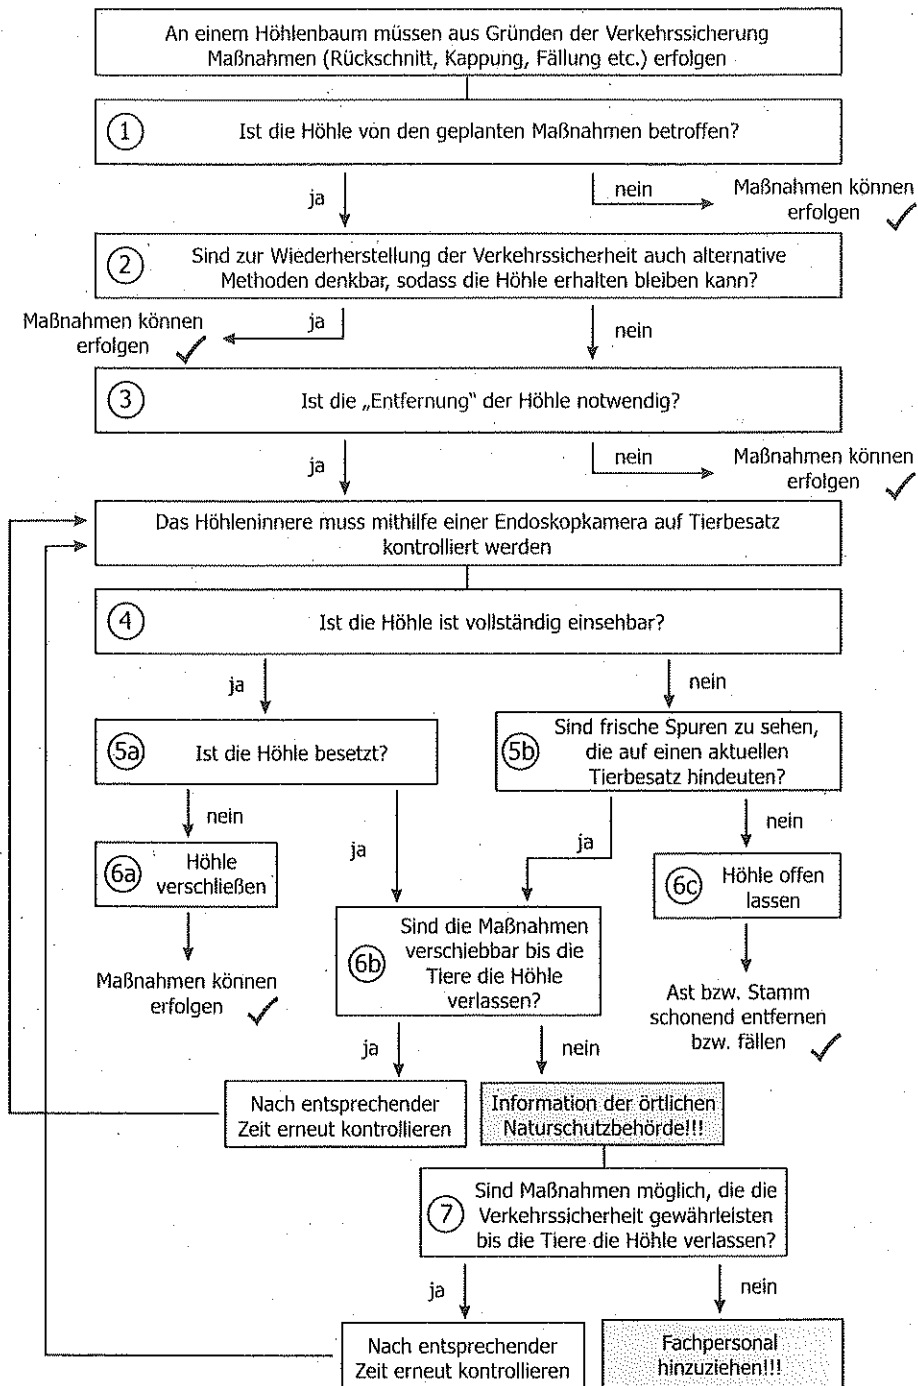 An einem Höhlenbaum müssen aus Gründen der Verkehrssicherung
Maßnahmen (Rückschnitt, Kappung, Fällung etc.) erfolgen
1
Ist die Höhle von den geplanten Maßnahmen betroffen?
ja
nein
Maßnahmen können
erfolgen
2
Sind zur Wiederherstellung der Verkehrssicherheit auch alternative
Methoden denkbar, sodass die Höhle erhalten bleiben kann?
Maßnahmen können
erfolgen
ja
nein
3
Ist die „Entfernung" der Höhle notwendig?
ja
nein
Maßnahmen können
erfolgen
Das Höhleninnere muss mithilfe einer Endoskopkamera auf Tierbesatz
kontrolliert werden
4
Ist die Höhle ist vollständig einsehbar?
ja
nein
5a
Ist die Höhle besetzt?
5b
Sind frische Spuren zu sehen,
die auf einen aktuellen
Tierbesatz hindeuten?
nein
ja
ja
nein
6a
Höhle
verschließen
6c
Höhle offen
lassen
6b
Sind die Maßnahmen
verschiebbar bis die
Tiere die Höhle
verlassen?
Maßnahmen können
erfolgen
Ast bzw. Stamm
schonend entfernen
bzw. fällen
ja
nein
Nach entsprechender
Zeit erneut kontrollieren
Information der örtlichen
Naturschutzbehörde!!!
7
Sind Maßnahmen möglich, die die
Verkehrssicherheit gewährleisten
bis die Tiere die Höhle verlassen?
ja
nein
Nach entsprechender
Zeit erneut kontrollieren
Fachpersonal
hinzuziehen!!!